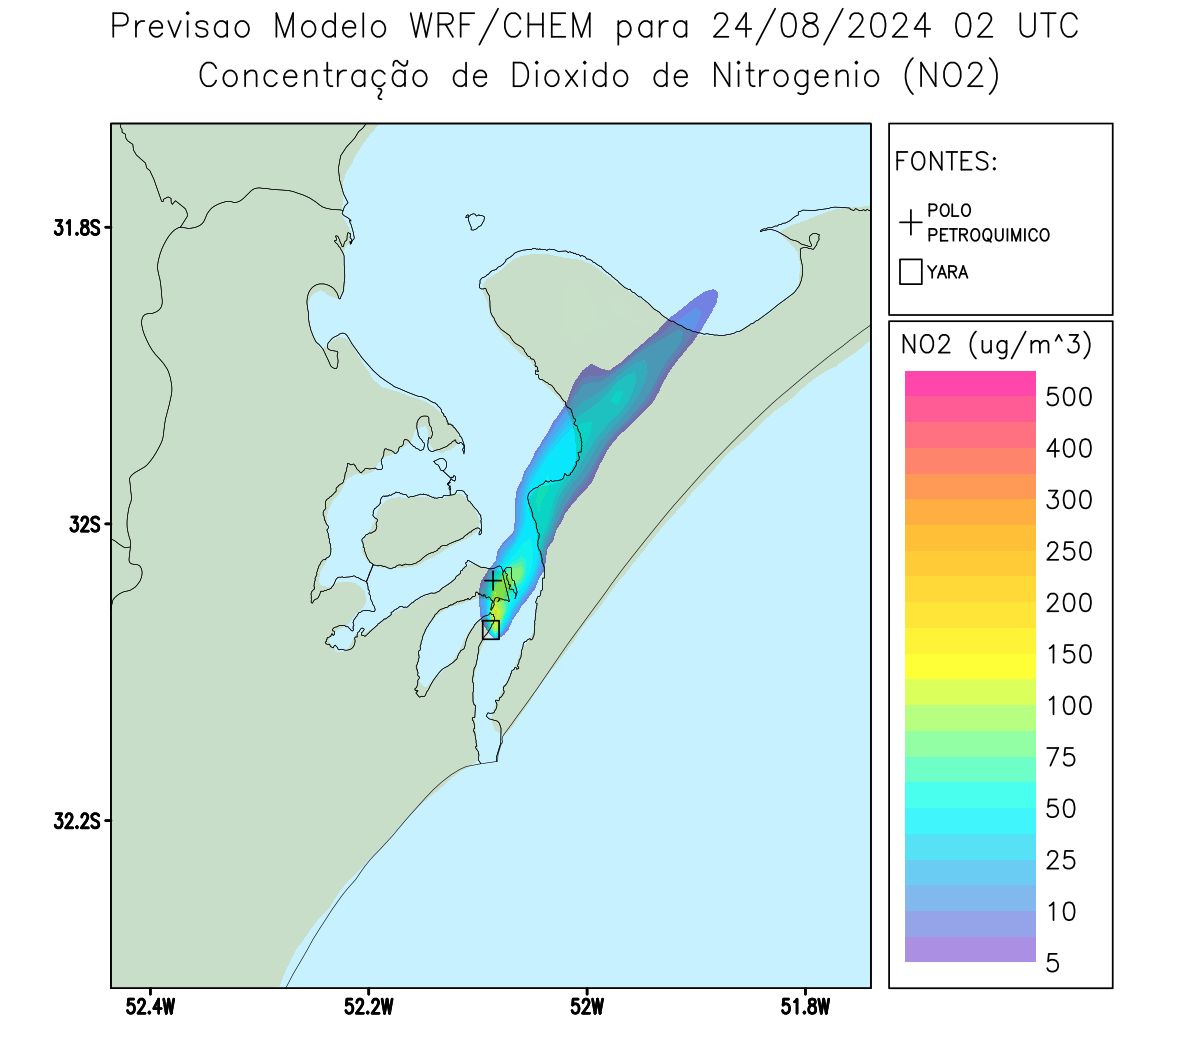 Previsao Modelo WRF/CHEM para 24/08/2024 02 UTC
Concentração de Dioxido de Nitrogenio (NO2)
FONTES:
POLO
PETROQUIMICO
YARA
NO2 (ug/m^3)
500
400
300
250
200
150
100
75
50
25
10
5
31.8S
32S
32.2S
52.4W
52.2W
52W
51.8W